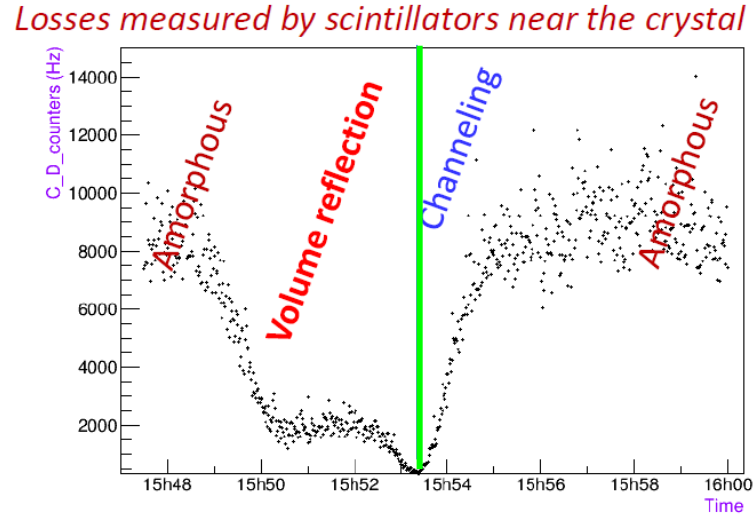 Losses measured by scintillators near the crystal
C_D_counters (Hz)
14000
12000
10000
8000
6000
4000
2000
Amorphous
Volume reflection
Channeling
Amorphous
15h48
15h50
15h52
15h54
15h56
15h58
16h00
Time